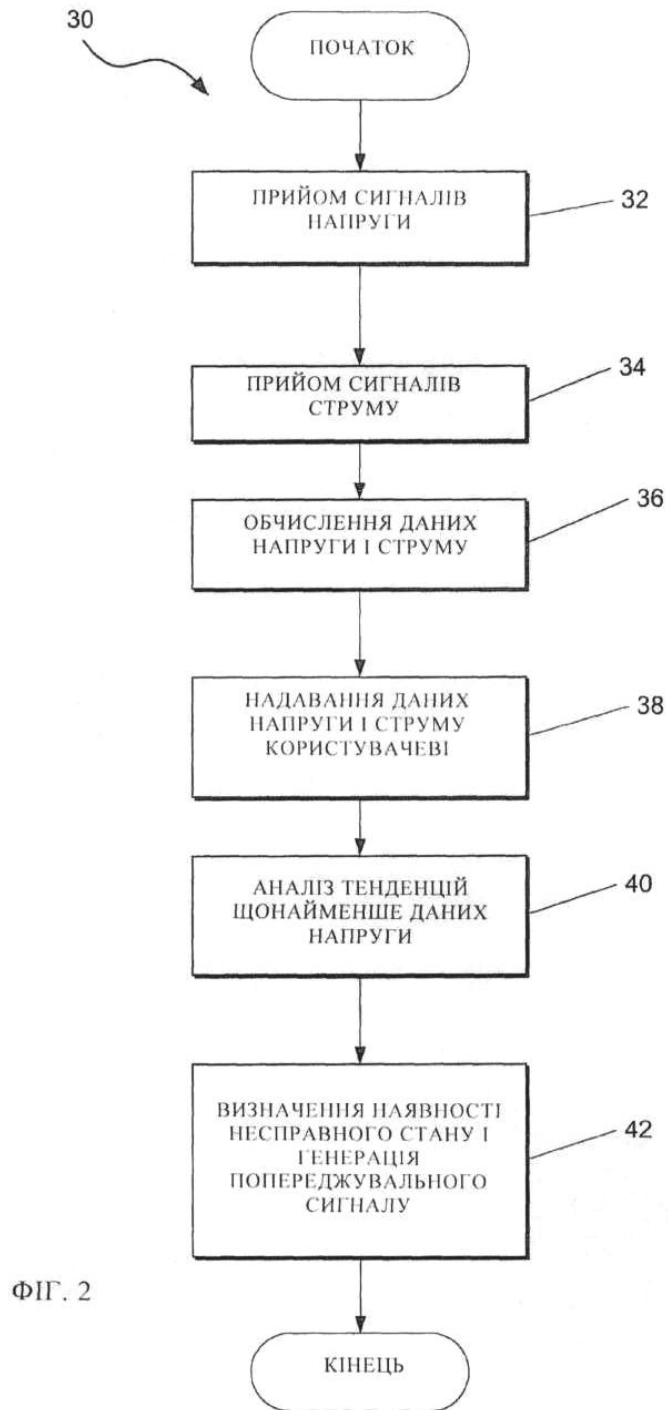 30
ПОЧАТОК
ПРИЙОМ СИГНАЛІВ
НАПРУГИ
32
ПРИЙОМ СИГНАЛІВ
СТРУМУ
34
ОБЧИСЛЕННЯ ДАНИХ
НАПРУГИ І СТРУМУ
36
НАДАВАННЯ ДАНИХ
НАПРУГИ І СТРУМУ
КОРИСТУВАЧЕВІ
38
АНАЛІЗ ТЕНДЕНЦІЙ
ЩОНАЙМЕНШЕ ДАНИХ
НАПРУГИ
40
ВИЗНАЧЕННЯ НАЯВНОСТІ
НЕСПРАВНОГО СТАНУ І
ГЕНЕРАЦІЯ
ПОПЕРЕДЖУВАЛЬНОГО
СИГНАЛУ
42
ФІГ. 2
КІНЕЦЬ